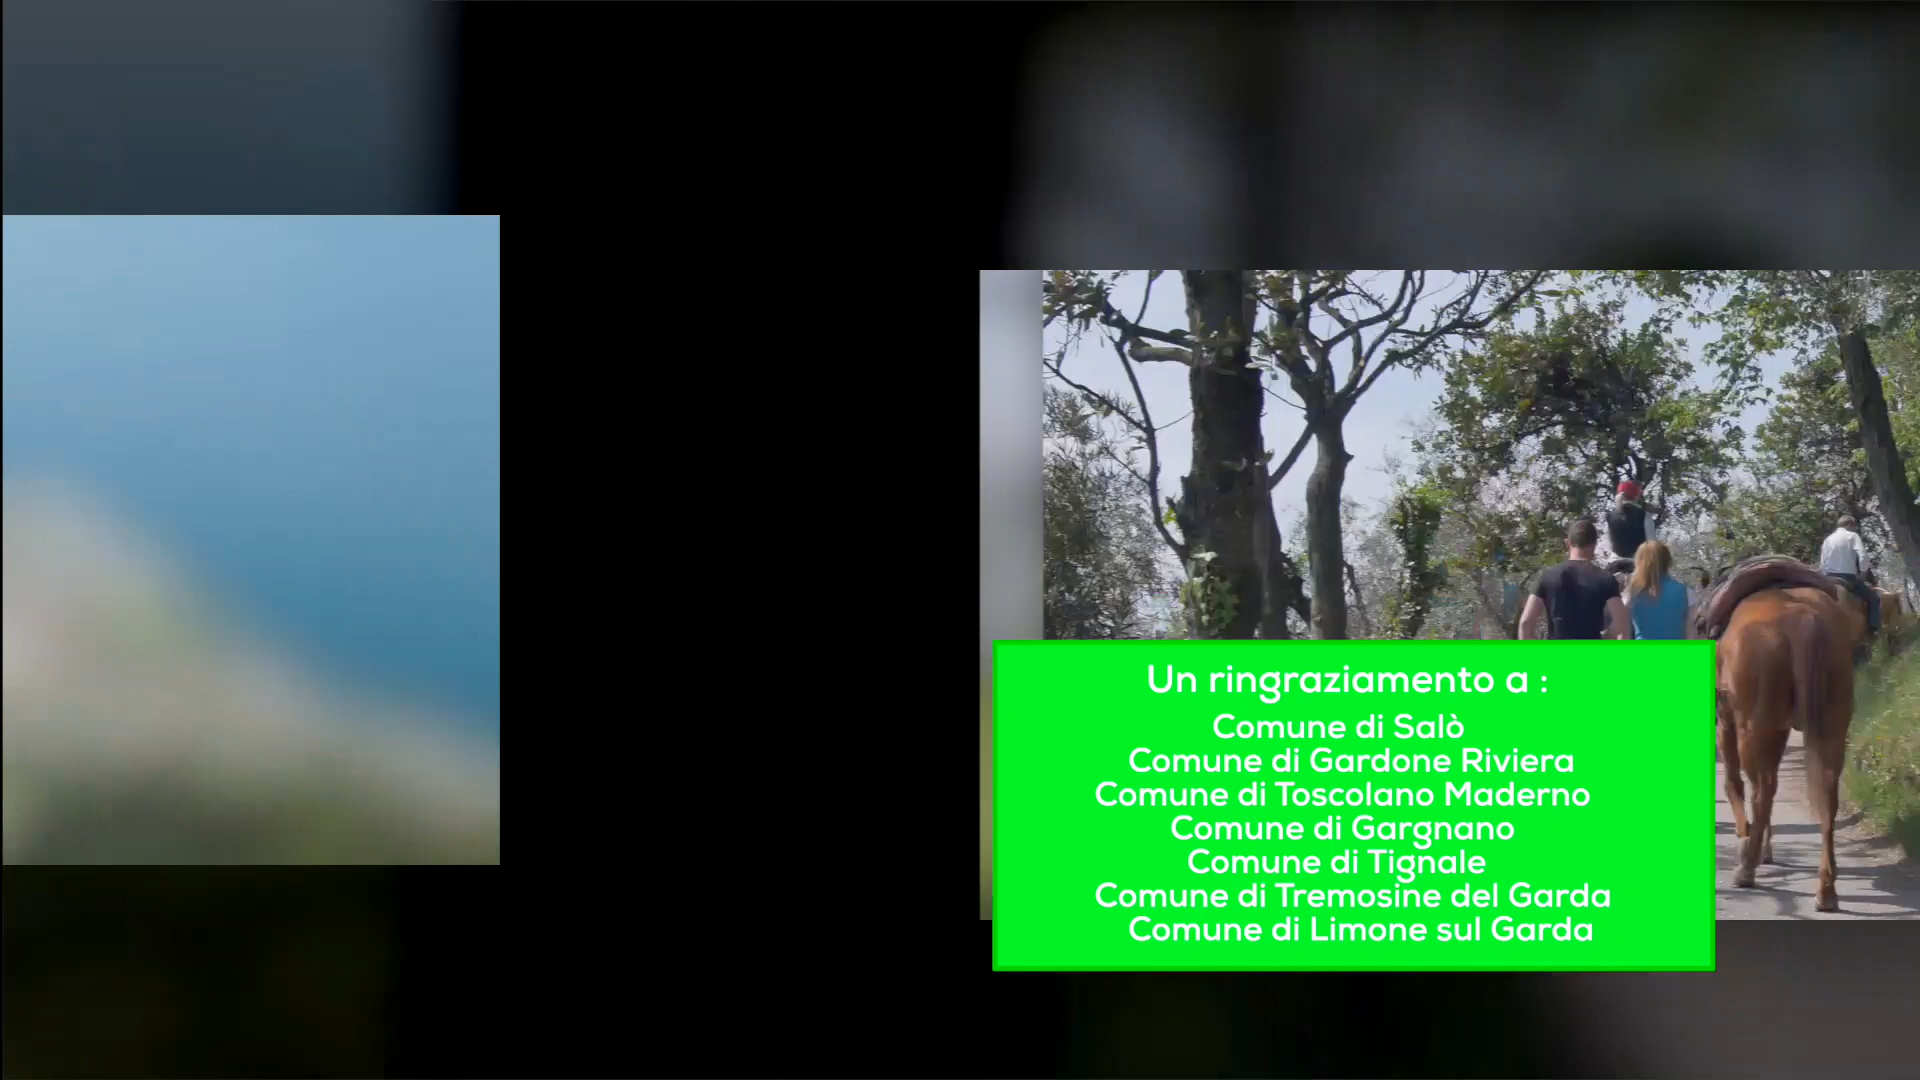 Un ringraziamento a :
Comune di Salò
Comune di Gardone Riviera
Comune di Toscolano Maderno
Comune di Gargnano
Comune di Tignale
Comune di Tremosine del Garda
Comune di Limone sul Garda